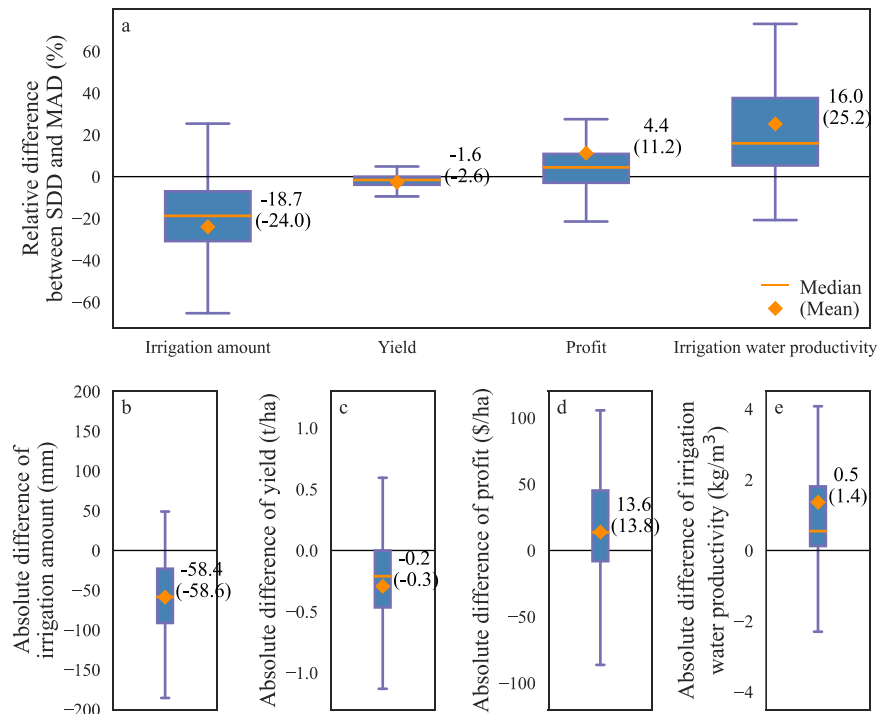 a
Relative difference
between SDD and MAD (%)
60
40
20
0
−20
−40
−60
-18.7
(-24.0)
-1.6
(-2.6)
4.4
(11.2)
16.0
(25.2)
Median
(Mean)
Irrigation amount
Yield
Profit
Irrigation water productivity
b
Absolute difference of
irrigation amount (mm)
200
150
100
50
0
−50
−100
−150
−200
-58.4
(-58.6)
c
Absolute difference of yield (t/ha)
1.0
0.5
0.0
−0.5
−1.0
-0.2
(-0.3)
d
Absolute difference of profit ($/ha)
100
50
0
−50
−100
13.6
(13.8)
e
Absolute difference of irrigation
water productivity (kg/m³)
4
2
0
−2
−4
0.5
(1.4)